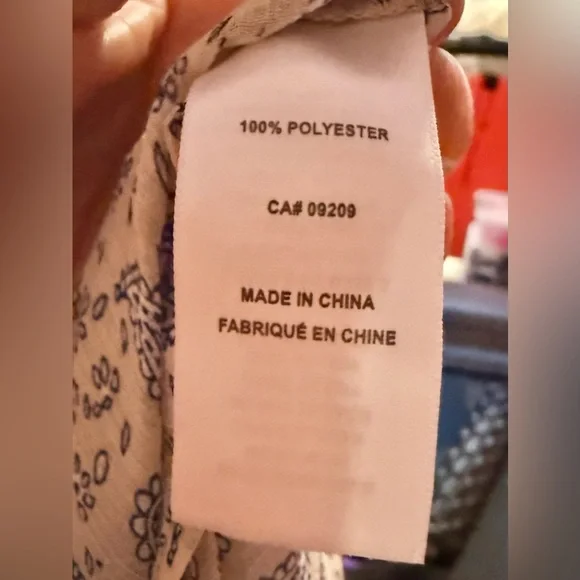 100% POLYESTER
CA# 09209
MADE IN CHINA
FABRIQUÉ EN CHINE